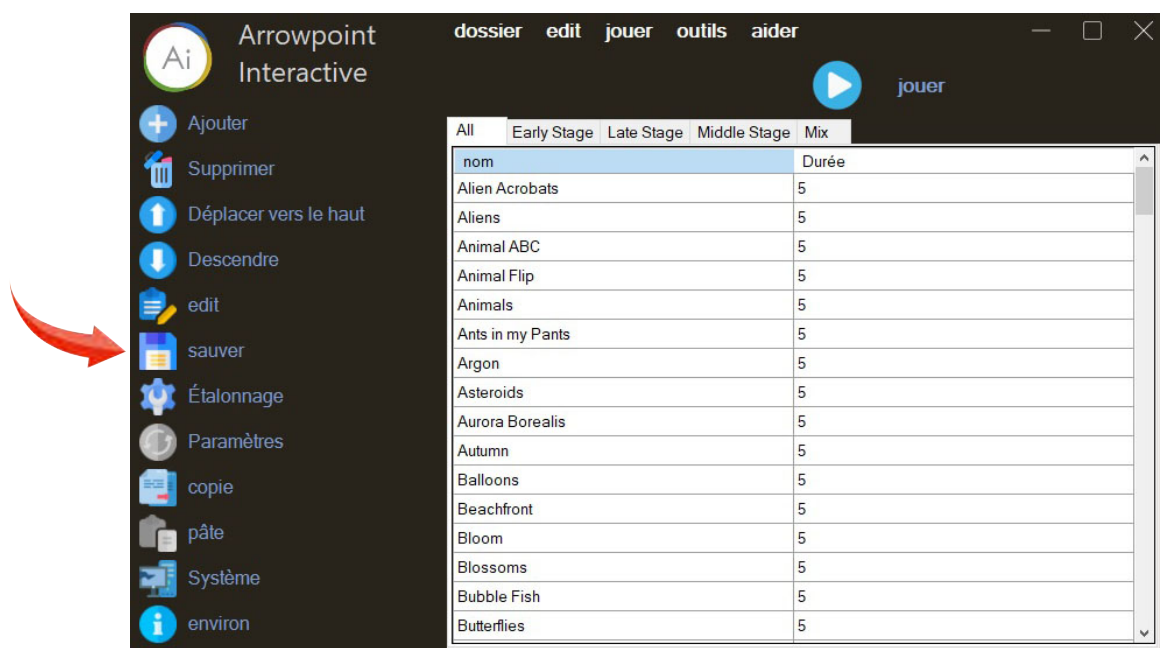 Ai
Arrowpoint
Interactive
dossier edit jouer outils aider
jouer
Ajouter
Supprimer
Déplacer vers le haut
Descendre
edit
sauver
Étalonnage
Paramètres
copie
pâte
Système
environ
All Early Stage Late Stage Middle Stage Mix
nom Durée
Alien Acrobats 5
Aliens 5
Animal ABC 5
Animal Flip 5
Animals 5
Ants in my Pants 5
Argon 5
Asteroids 5
Aurora Borealis 5
Autumn 5
Balloons 5
Beachfront 5
Bloom 5
Blossoms 5
Bubble Fish 5
Butterflies 5